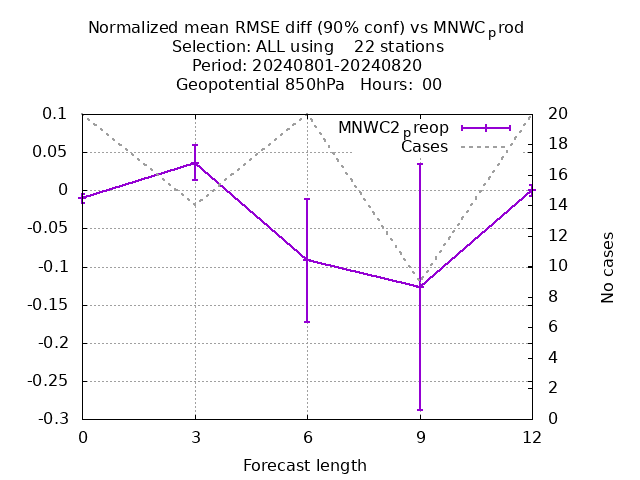 Normalized mean RMSE diff (90% conf) vs MNWCprod
Selection: ALL using    22 stations
Period: 20240801-20240820
Geopotential 850hPa   Hours:  00
MNWC2preop
Cases
0.1
0.05
0
-0.05
-0.1
-0.15
-0.2
-0.25
-0.3
20
18
16
14
12
10
8
6
4
2
0
No cases
0 3 6 9 12
Forecast length